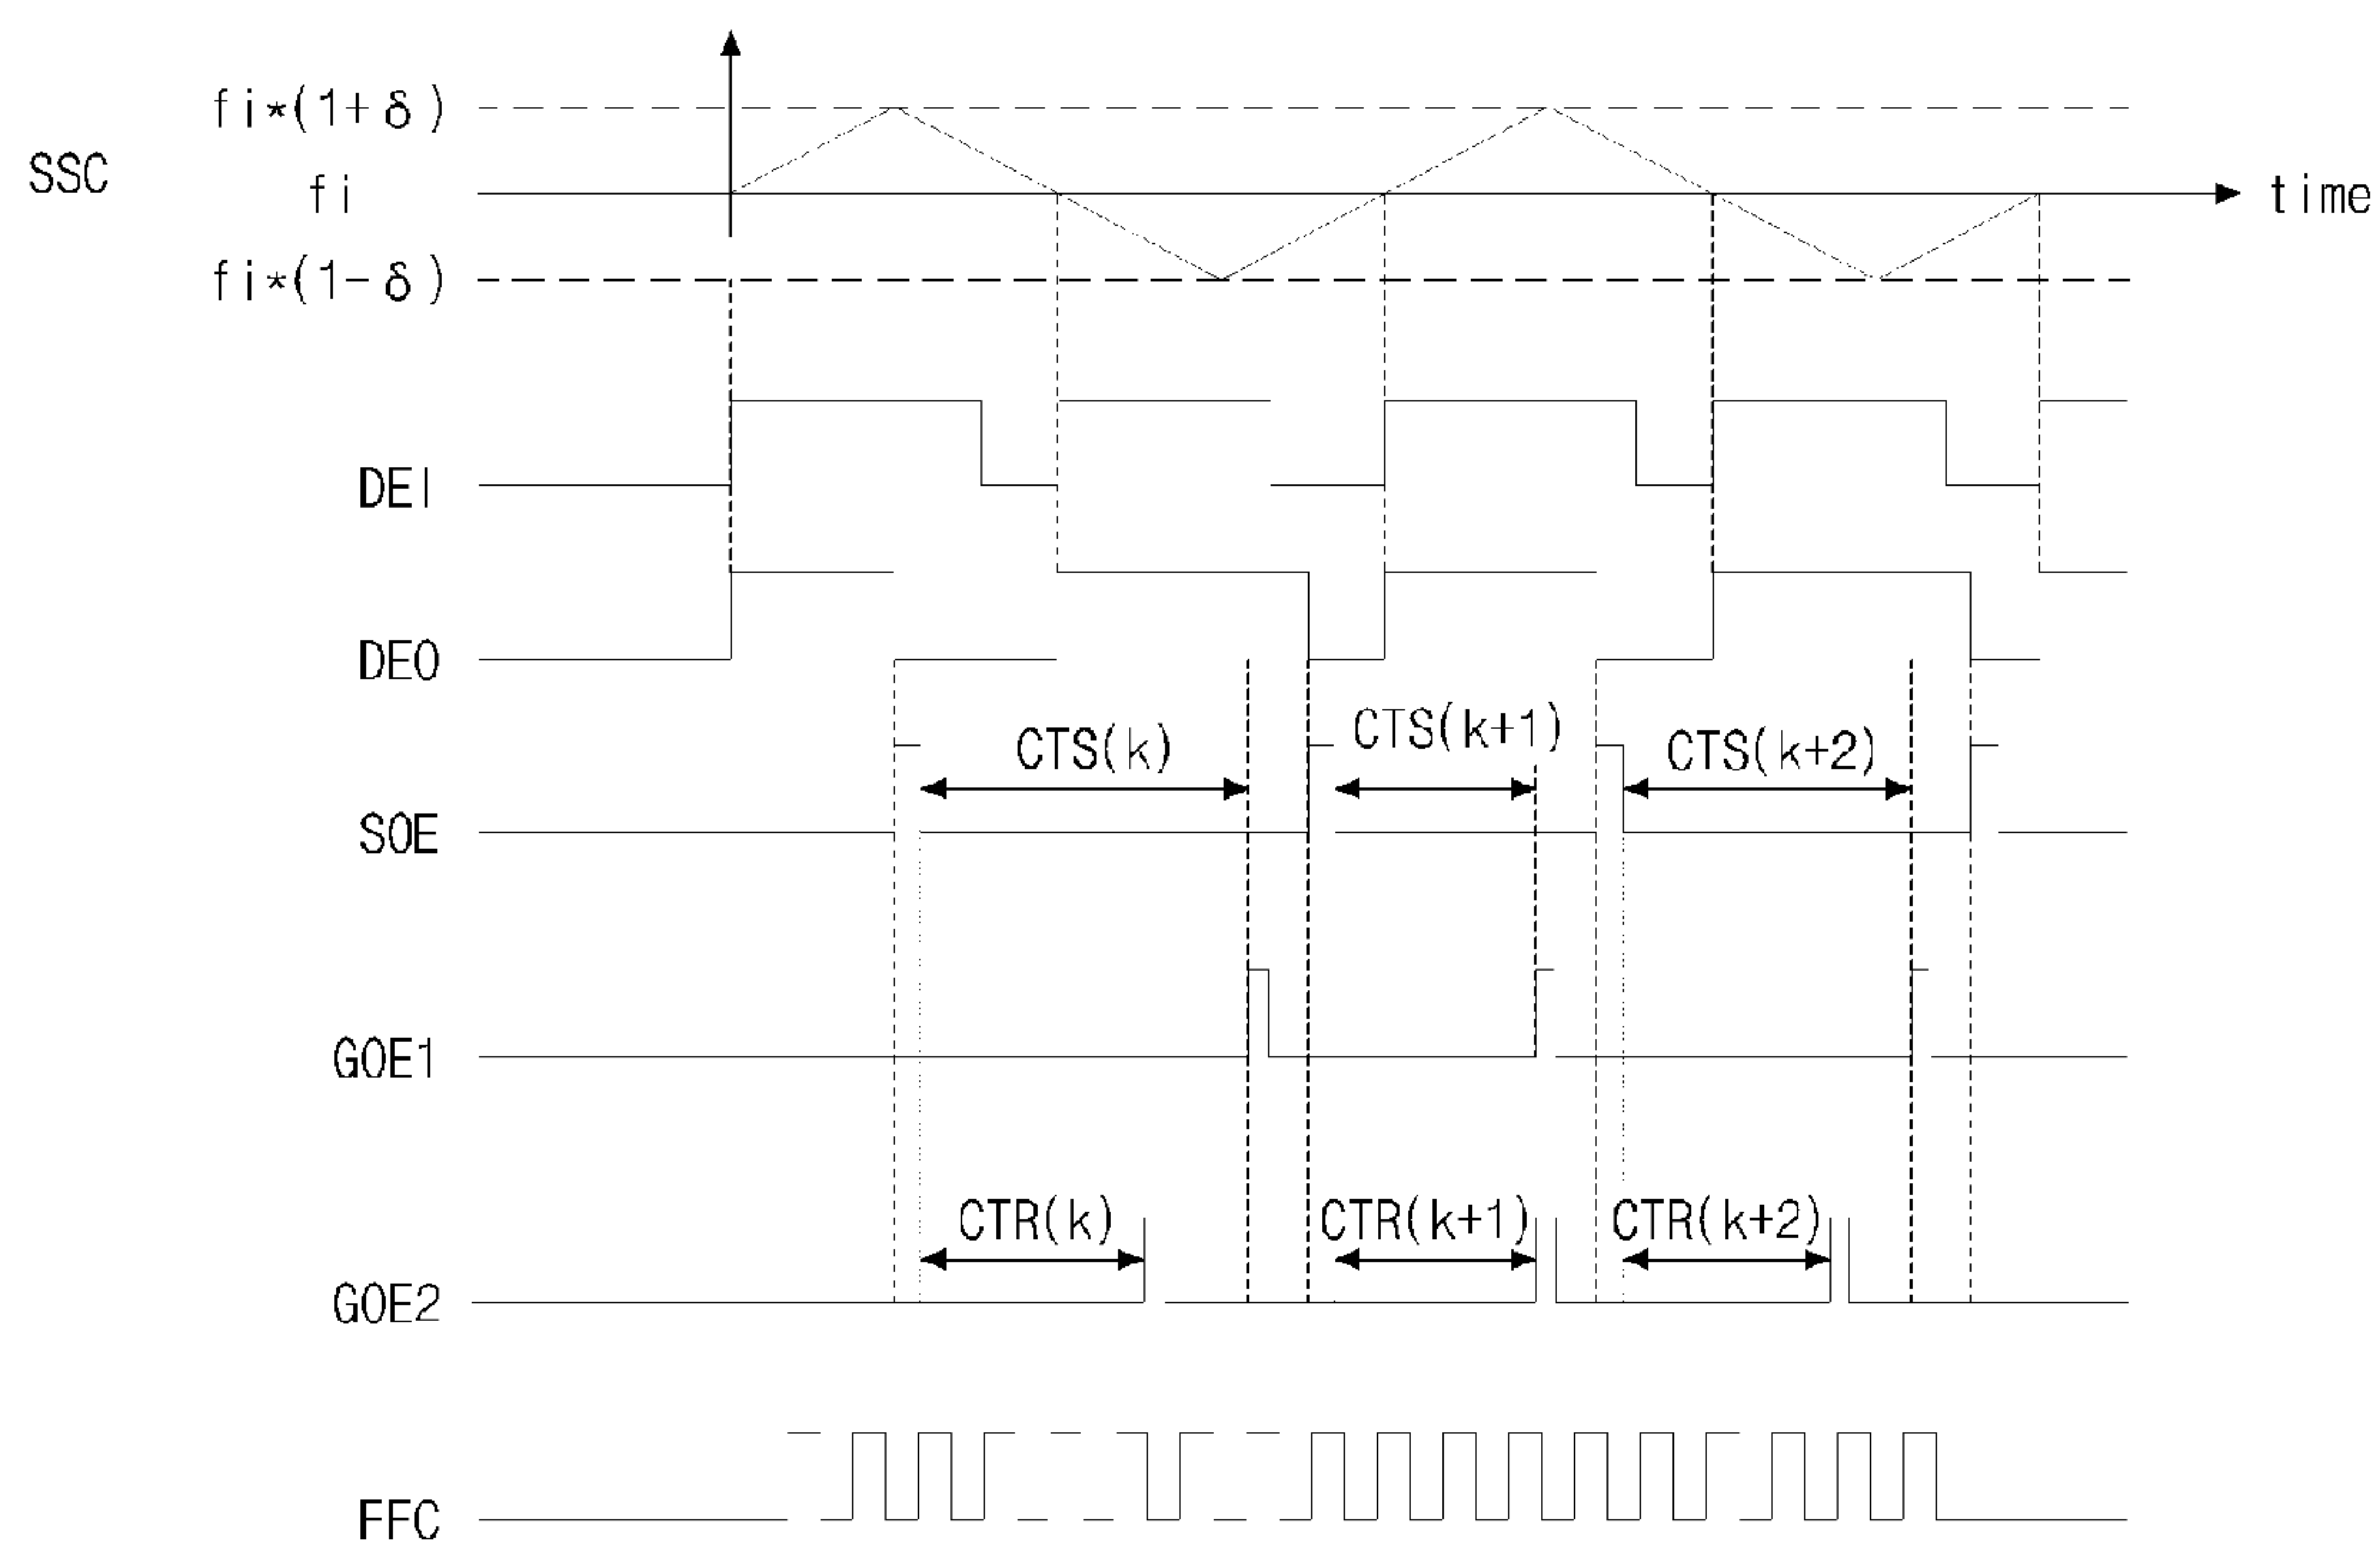 fi*(1+δ)
SSC
fi
time
fi*(1-δ)
DEI
DEO
CTS(k)
CTS(k+1)
CTS(k+2)
SOE
GOE1
CTR(k)
CTR(k+1)
CTR(k+2)
GOE2
FFC